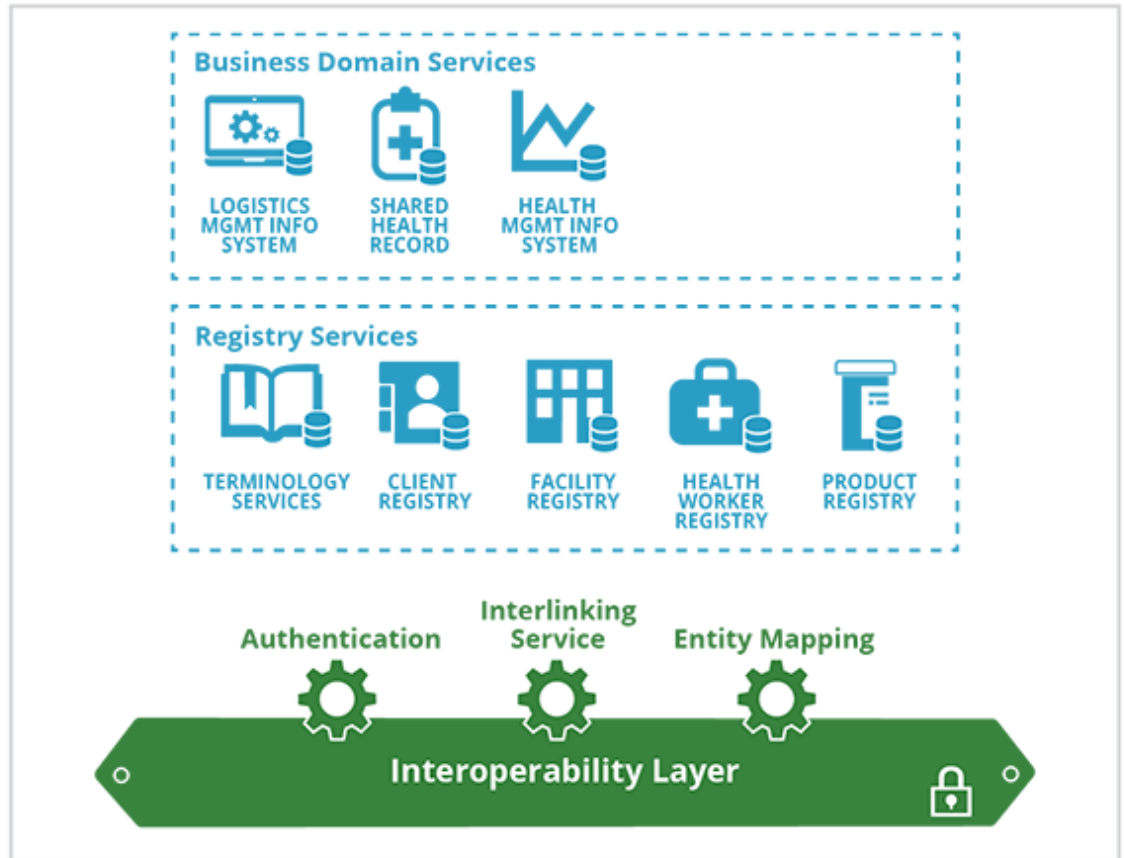 Business Domain Services
LOGISTICS
MGMT INFO
SYSTEM
SHARED
HEALTH
RECORD
HEALTH
MGMT INFO
SYSTEM
Registry Services
TERMINOLOGY
SERVICES
CLIENT
REGISTRY
FACILITY
REGISTRY
HEALTH
WORKER
REGISTRY
PRODUCT
REGISTRY
Authentication
Interlinking
Service
Entity Mapping
Interoperability Layer